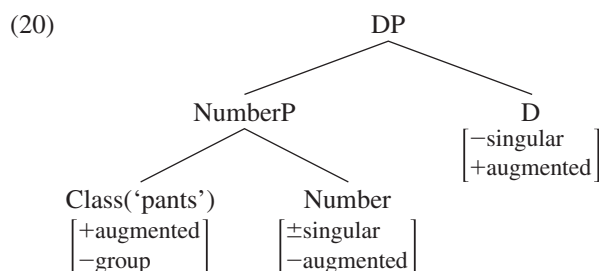 (20) DP
NumberP D
[−singular
+augmented]
Class(‘pants’) Number
[+augmented [±singular
−group] −augmented]